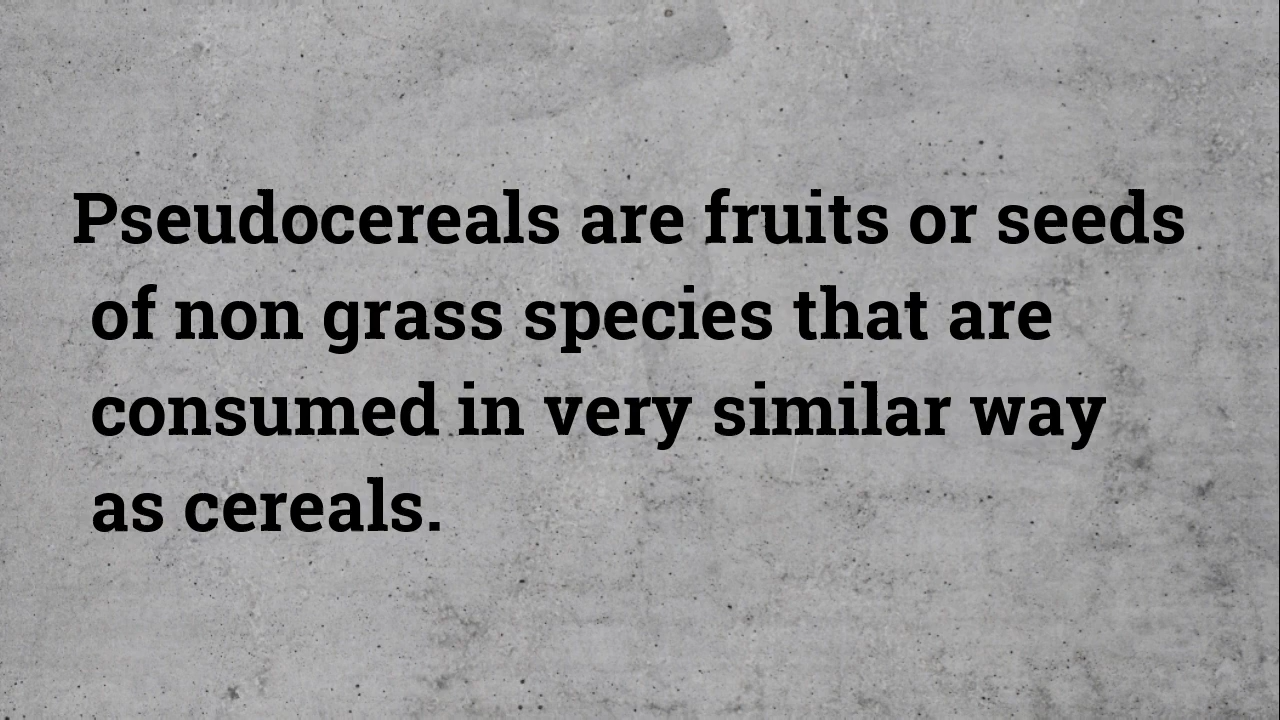 Pseudocereals are fruits or seeds
of non grass species that are
consumed in very similar way
as cereals.